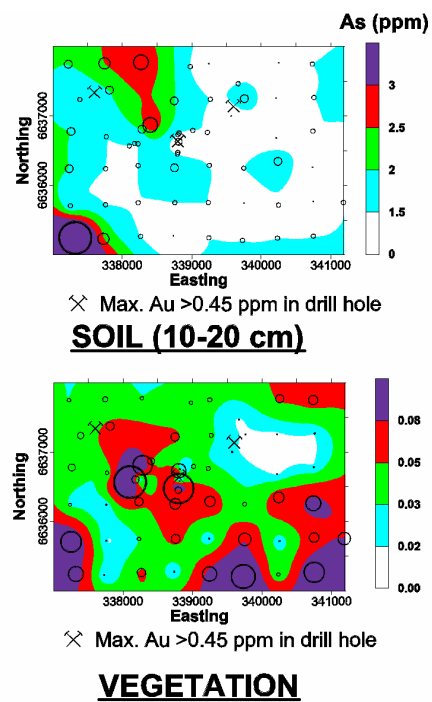 As (ppm)
3
2.5
2
1.5
0
Northing
6637000
6636000
338000 339000 340000 341000
Easting
Max. Au >0.45 ppm in drill hole
SOIL (10-20 cm)
0.08
0.05
0.03
0.02
0.00
Northing
6637000
6636000
338000 339000 340000 341000
Easting
Max. Au >0.45 ppm in drill hole
VEGETATION